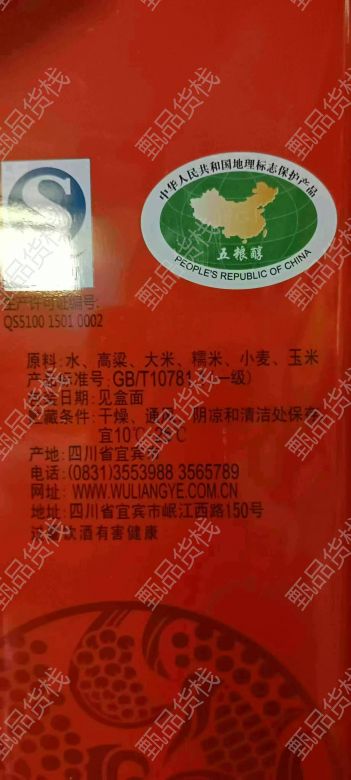 中华人民共和国地理标志保护产品
五粮醇
PEOPLE'S REPUBLIC OF CHINA
生产许可证编号:
QS5100 1501 0002
原料: 水、高粱、大米、糯米、小麦、玉米
产品标准号: GB/T10781.1(一级)
日期: 见盒面
贮藏条件: 干燥、通风、阴凉和清洁处保存
宜10℃-25℃
产地: 四川省宜宾市
电话: (0831)3553988 3565789
网址: WWW.WULIANGYE.COM.CN
地址: 四川省宜宾市岷江西路150号
过量饮酒有害健康
甄品货栈